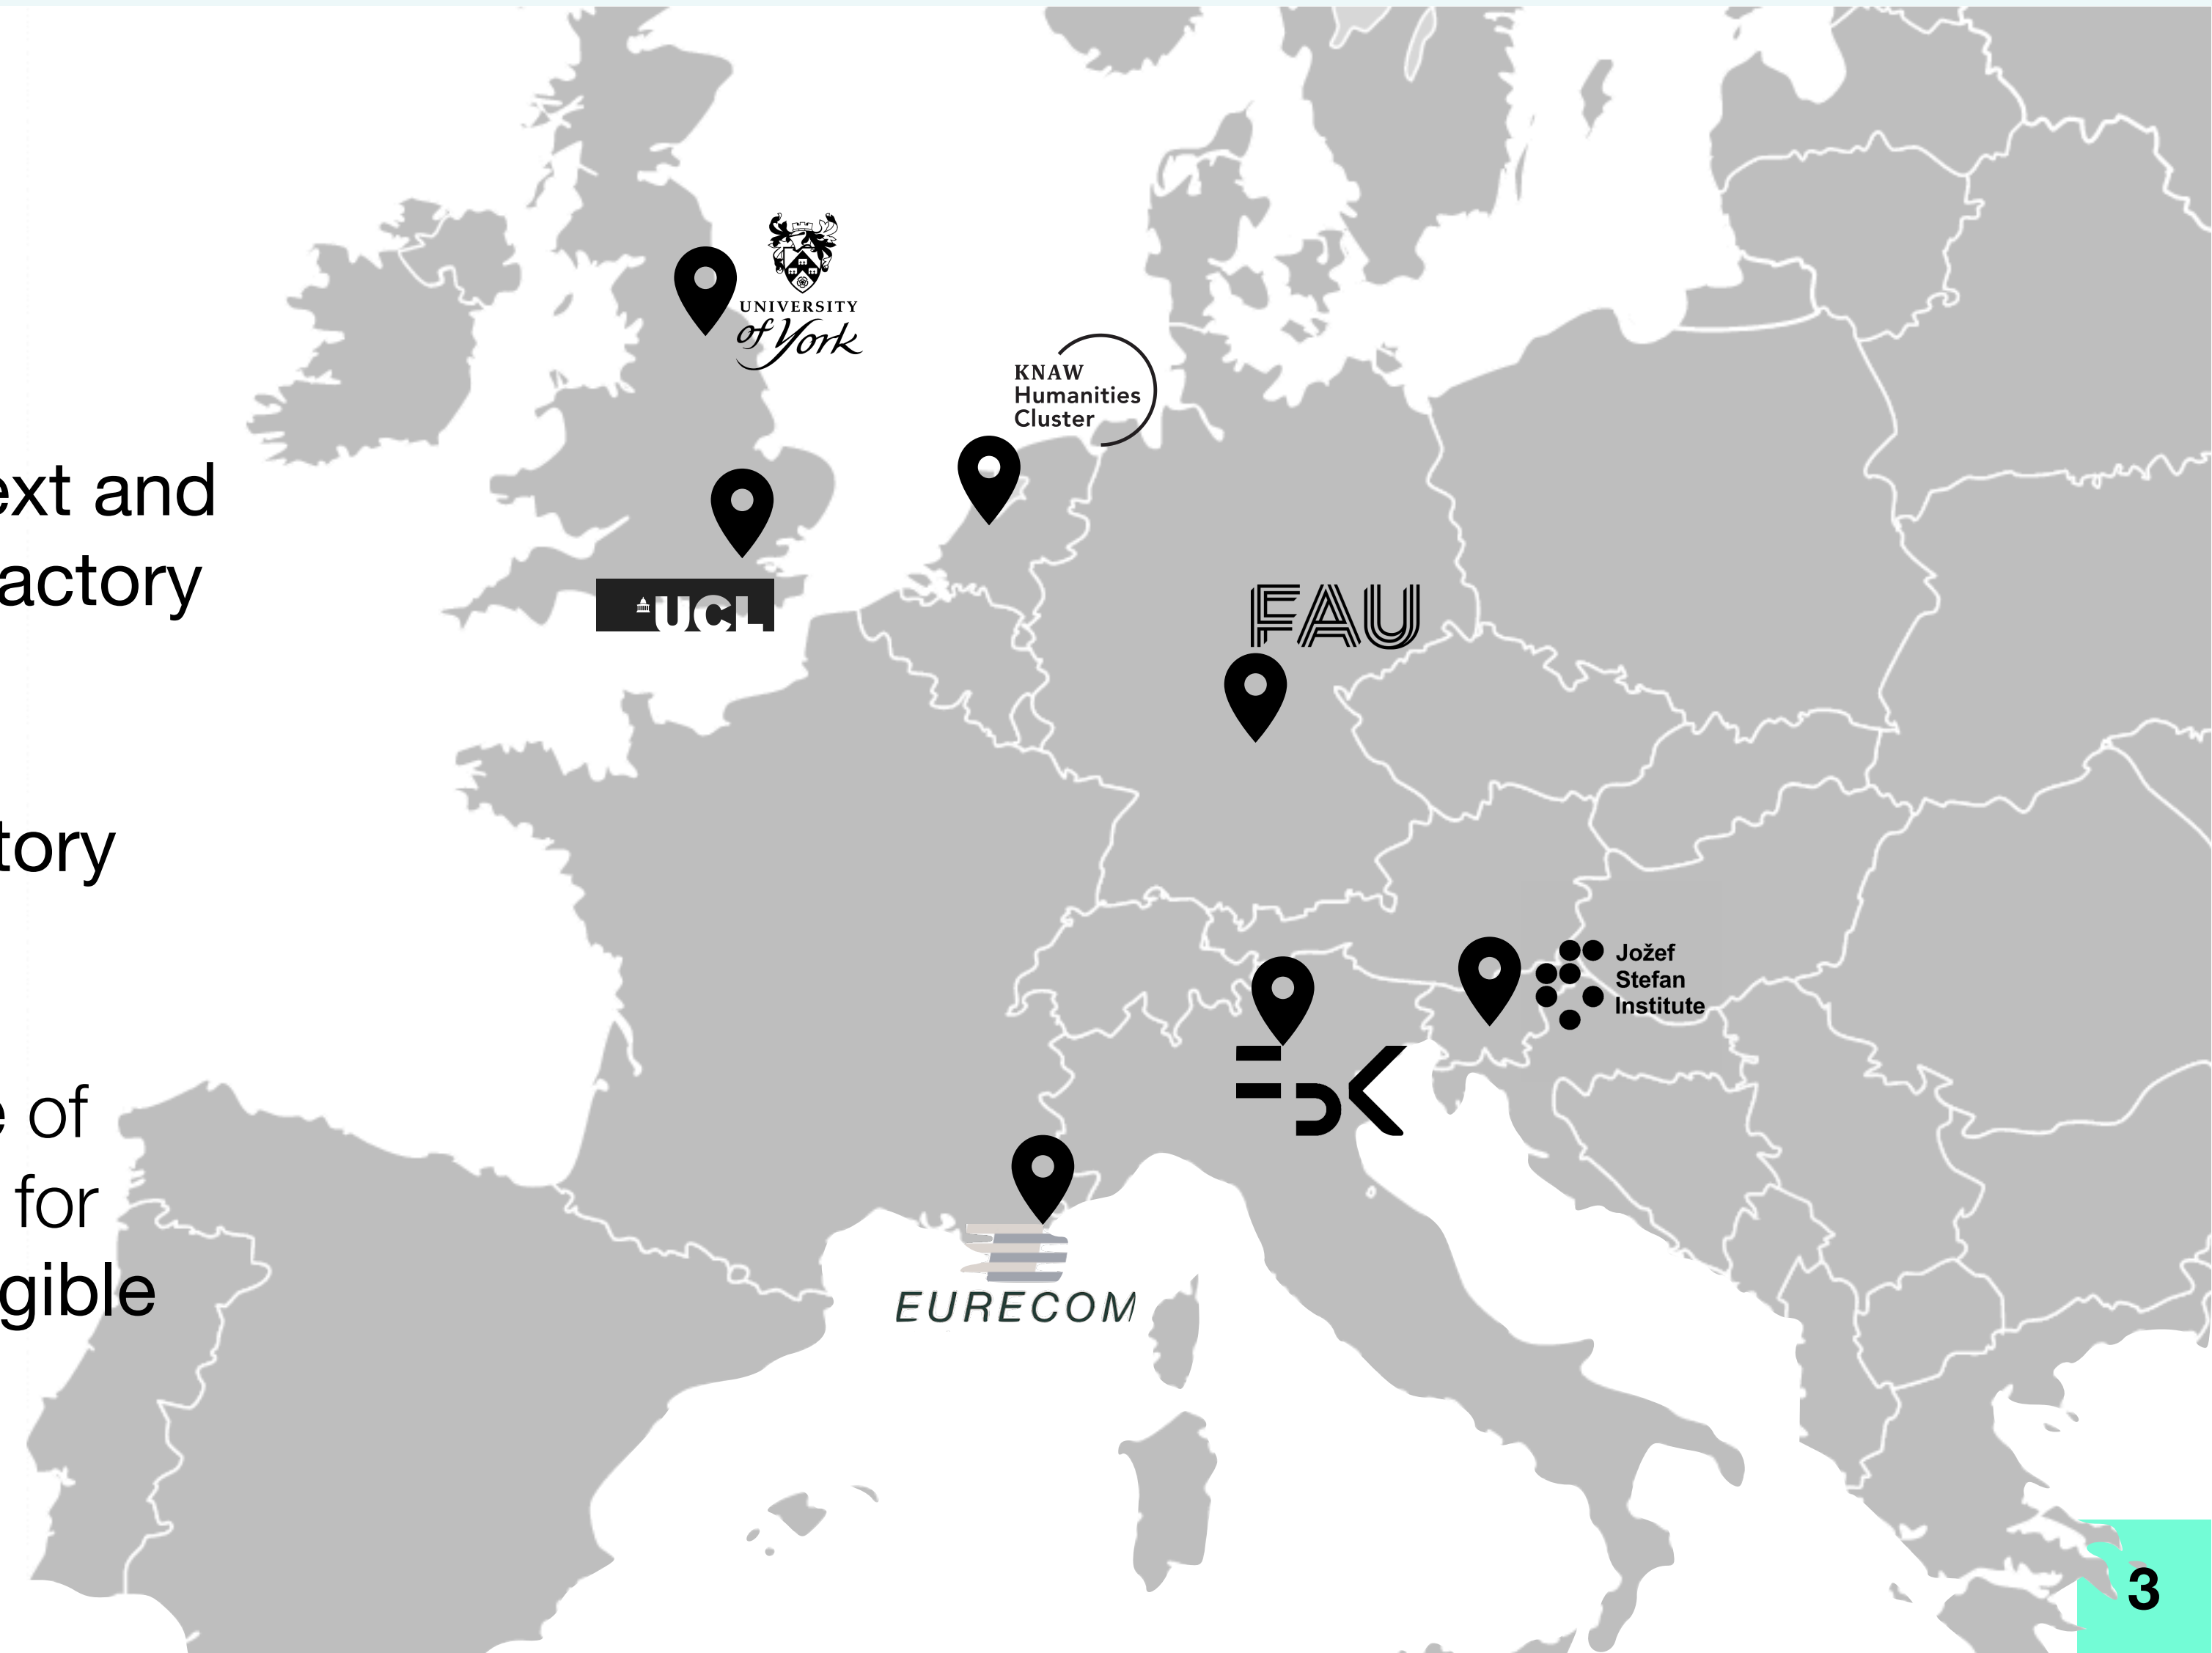 ext and
actory
tory
e of
for
gible
UNIVERSITY
of York
KNAW
Humanities
Cluster
UCL
FAU
Jožef
Stefan
Institute
FBK
EURECOM
3